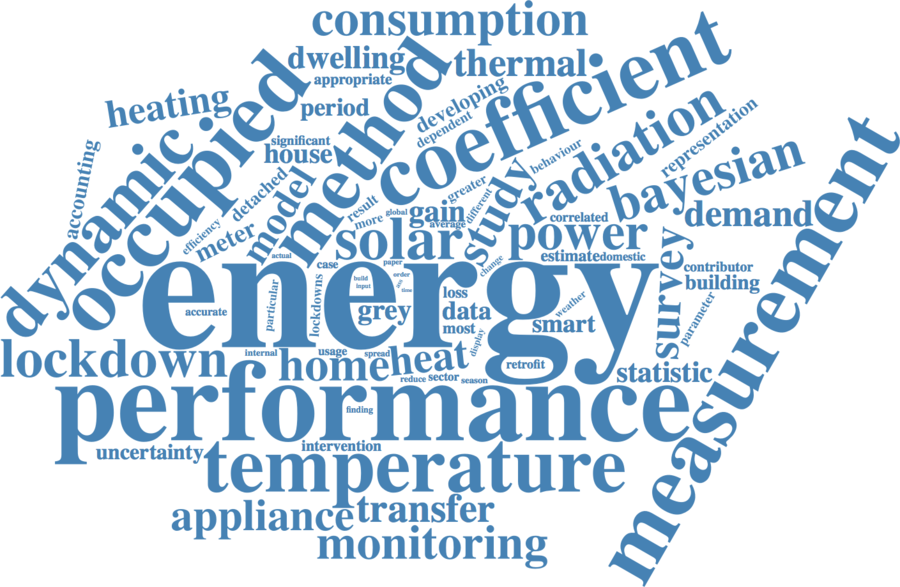 consumption
dwelling
appropriate
thermal
heating
period
method
coefficient
developing
dependent
occupied
dynamic
accounting
significant
house
detached
model
meter
efficiency
radiation
representation
behaviour
bayesian
demand
measurement
greater
different
study
result
more
global
gain
average
solar
correlated
power
estimate
domestic
survey
contributor
building
parameter
actual
case
paper
change
energy
accurate
particular
lockdowns
build
input
order
time
grey
loss
data
most
display
weather
smart
lockdown
internal
usage
spread
home
heat
reduce
sector
season
retrofit
statistic
performance
finding
uncertainty
intervention
temperature
appliance
transfer
monitoring